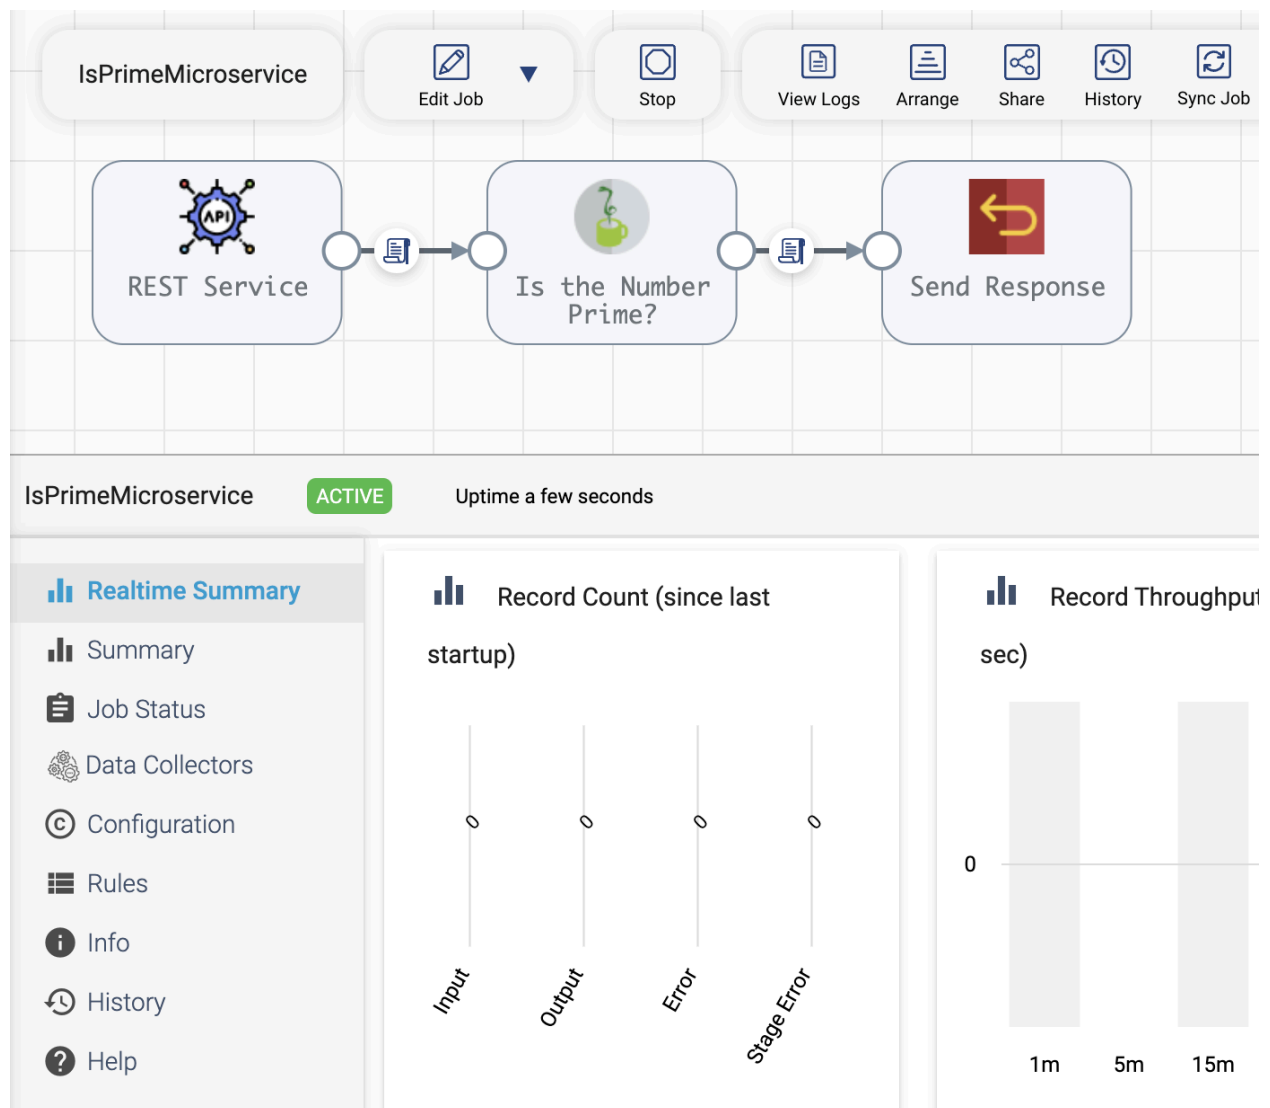 IsPrimeMicroservice
Edit Job
Stop
View Logs
Arrange
Share
History
Sync Job
API
REST Service
Is the Number
Prime?
Send Response
IsPrimeMicroservice
ACTIVE
Uptime a few seconds
Realtime Summary
Summary
Job Status
Data Collectors
Configuration
Rules
Info
History
Help
Record Count (since last
startup)
0
0
0
0
Input
Output
Error
Stage Error
Record Throughput
sec)
0
1m
5m
15m